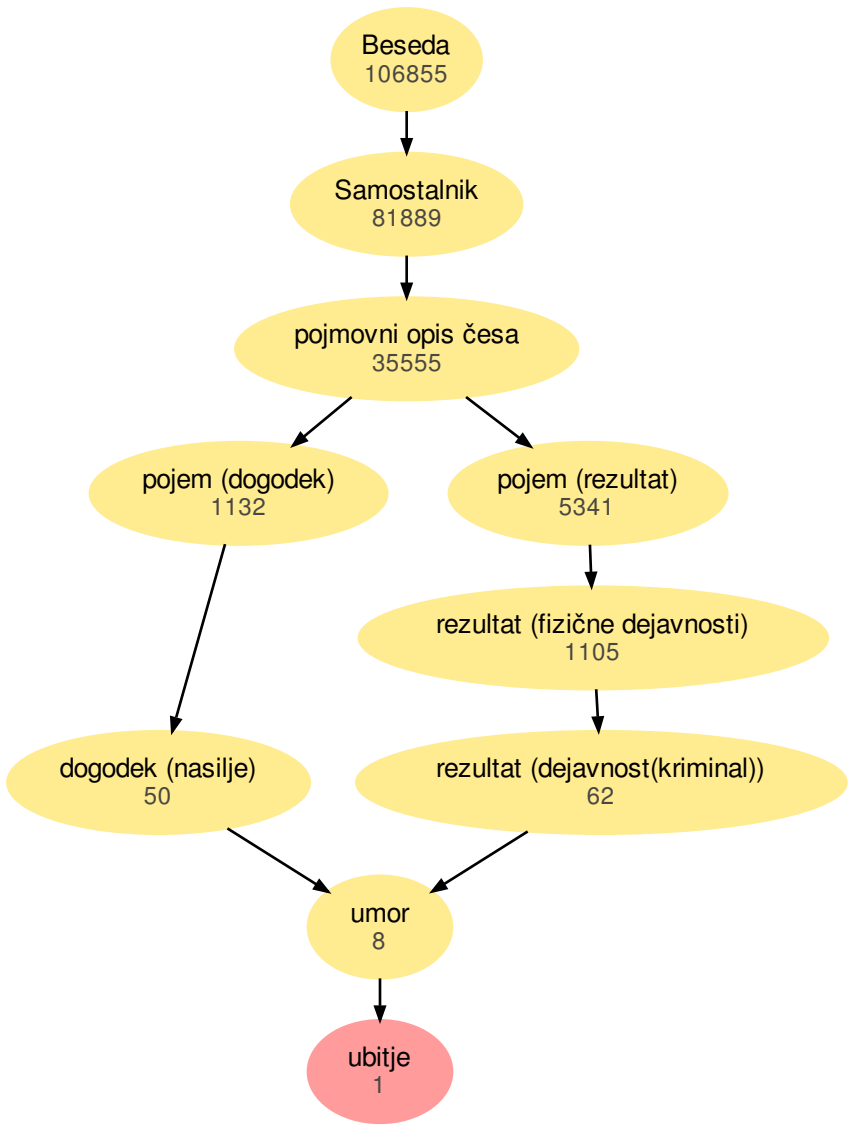 Beseda
106855
Samostalnik
81889
pojmovni opis česa
35555
pojem (dogodek)
1132
pojem (rezultat)
5341
rezultat (fizične dejavnosti)
1105
dogodek (nasilje)
50
rezultat (dejavnost(kriminal))
62
umor
8
ubitje
1